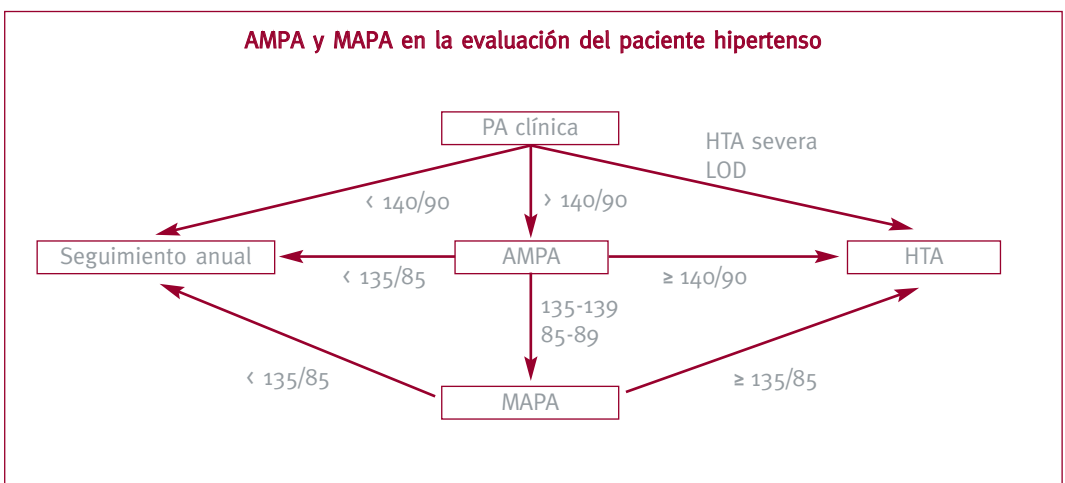 AMPA y MAPA en la evaluación del paciente hipertenso
PA clínica
HTA severa
LOD
< 140/90
> 140/90
Seguimiento anual
AMPA
HTA
< 135/85
≥ 140/90
135-139
85-89
< 135/85
≥ 135/85
MAPA